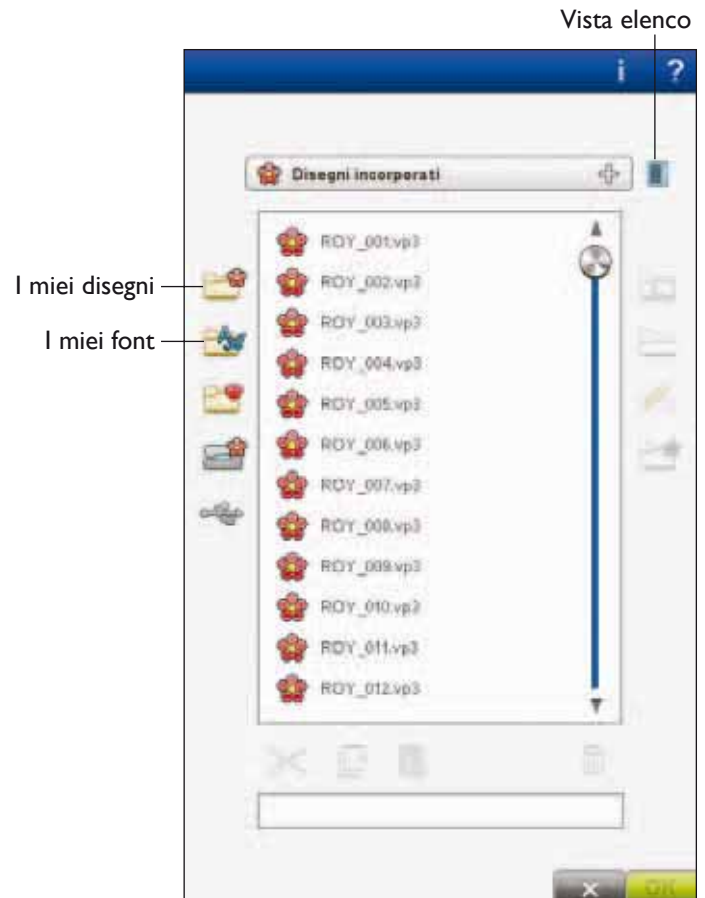 Vista elenco
i ?
Disegni incorporati
ROY_001.vp3
I miei disegni
ROY_002.vp3
ROY_003.vp3
I miei font
ROY_004.vp3
ROY_005.vp3
ROY_006.vp3
ROY_007.vp3
ROY_008.vp3
ROY_009.vp3
ROY_010.vp3
ROY_011.vp3
ROY_012.vp3
OK